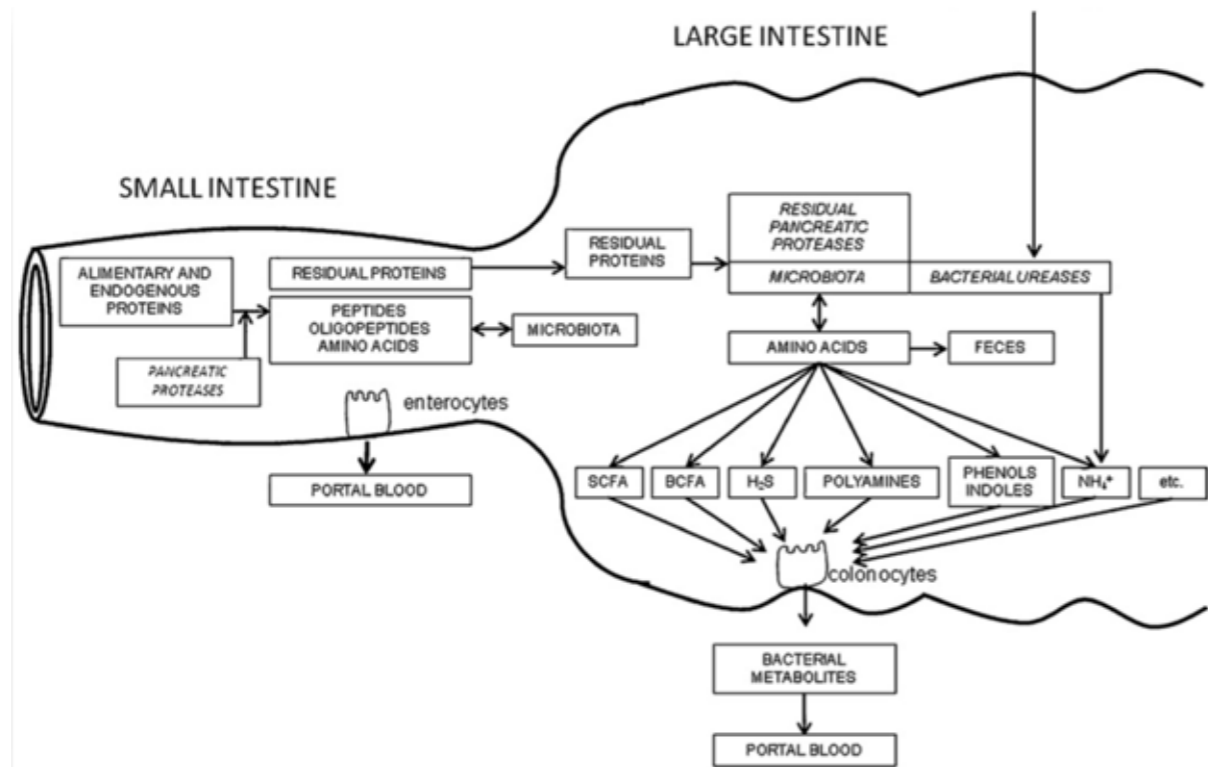 LARGE INTESTINE
SMALL INTESTINE
ALIMENTARY AND
ENDOGENOUS
PROTEINS
PANCREATIC
PROTEASES
RESIDUAL PROTEINS
PEPTIDES
OLIGOPEPTIDES
AMINO ACIDS
MICROBIOTA
enterocytes
PORTAL BLOOD
RESIDUAL
PROTEINS
RESIDUAL
PANCREATIC
PROTEASES
MICROBIOTA
BACTERIAL UREASES
AMINO ACIDS
FECES
SCFA
BCFA
H₂S
POLYAMINES
PHENOLS
INDOLES
NH₄⁺
etc.
colonocytes
BACTERIAL
METABOLITES
PORTAL BLOOD